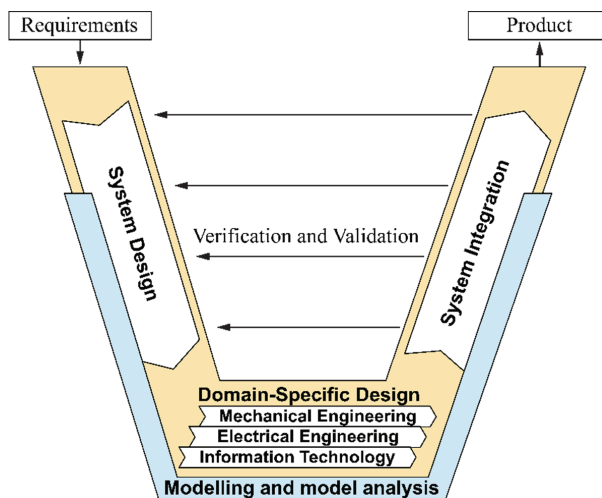 Requirements
Product
System Design
Verification and Validation
System Integration
Domain-Specific Design
Mechanical Engineering
Electrical Engineering
Information Technology
Modelling and model analysis